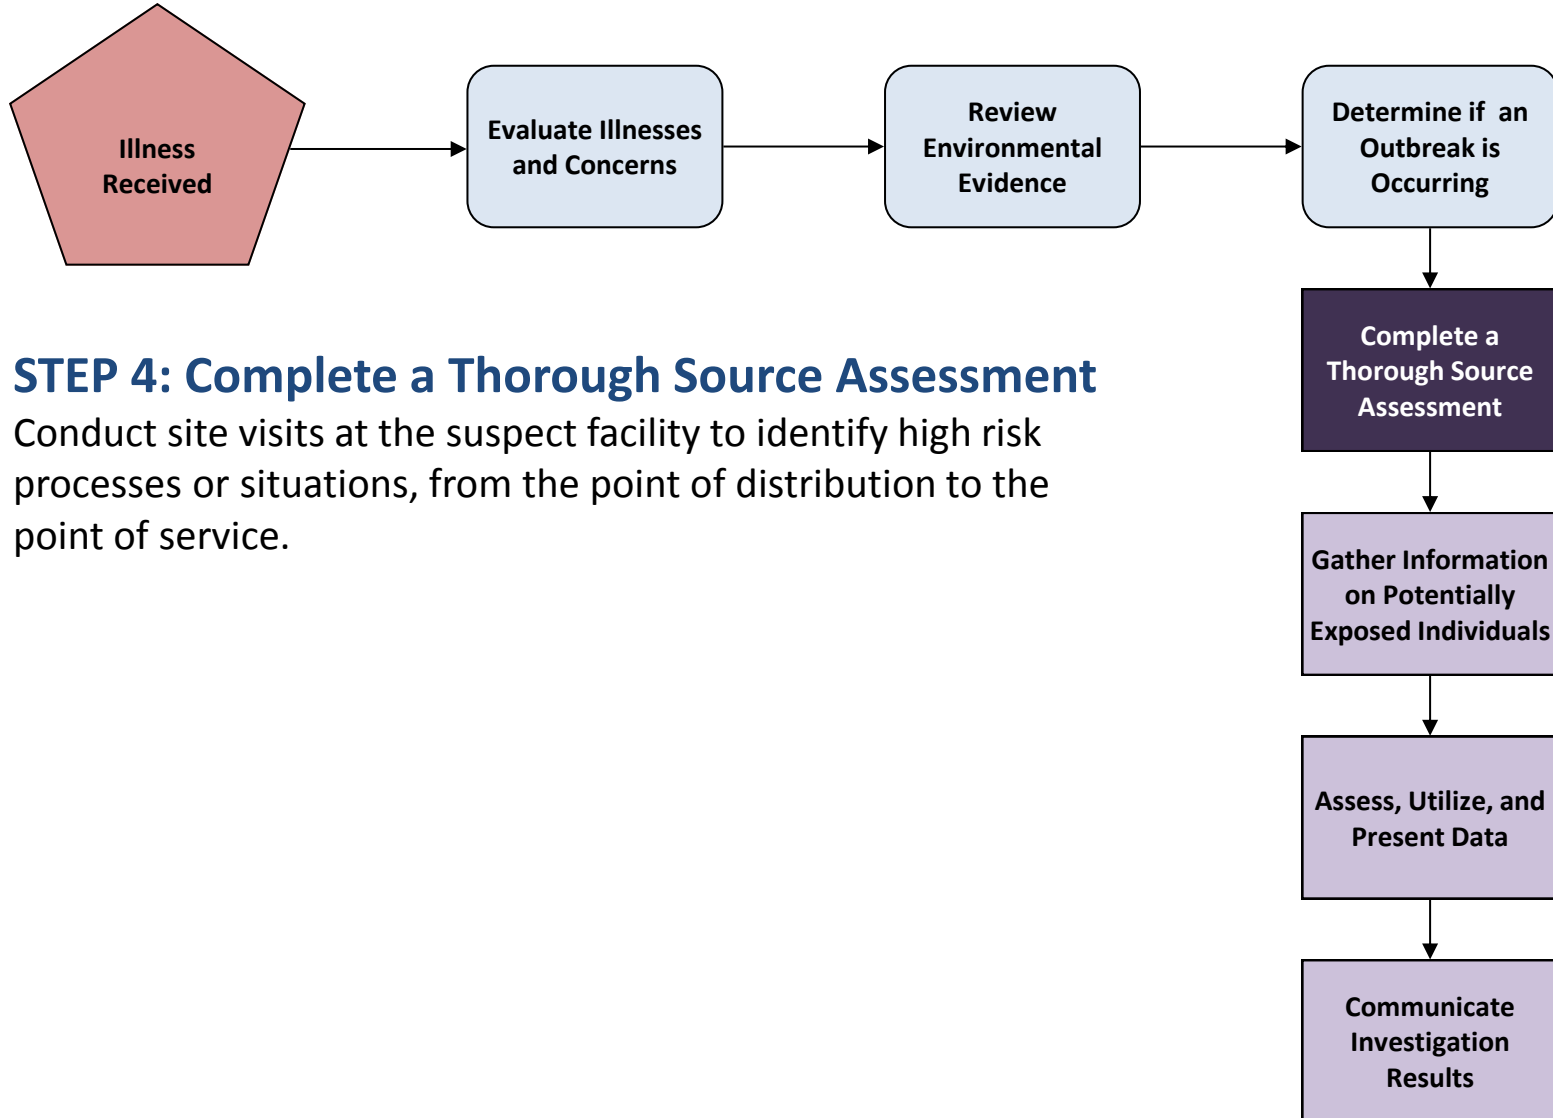 Illness
Received
Evaluate Illnesses
and Concerns
Review
Environmental
Evidence
Determine if  an
Outbreak is
Occurring
STEP 4: Complete a Thorough Source Assessment
Conduct site visits at the suspect facility to identify high risk
processes or situations, from the point of distribution to the
point of service.
Complete a
Thorough Source
Assessment
Gather Information
on Potentially
Exposed Individuals
Assess, Utilize, and
Present Data
Communicate
Investigation
Results